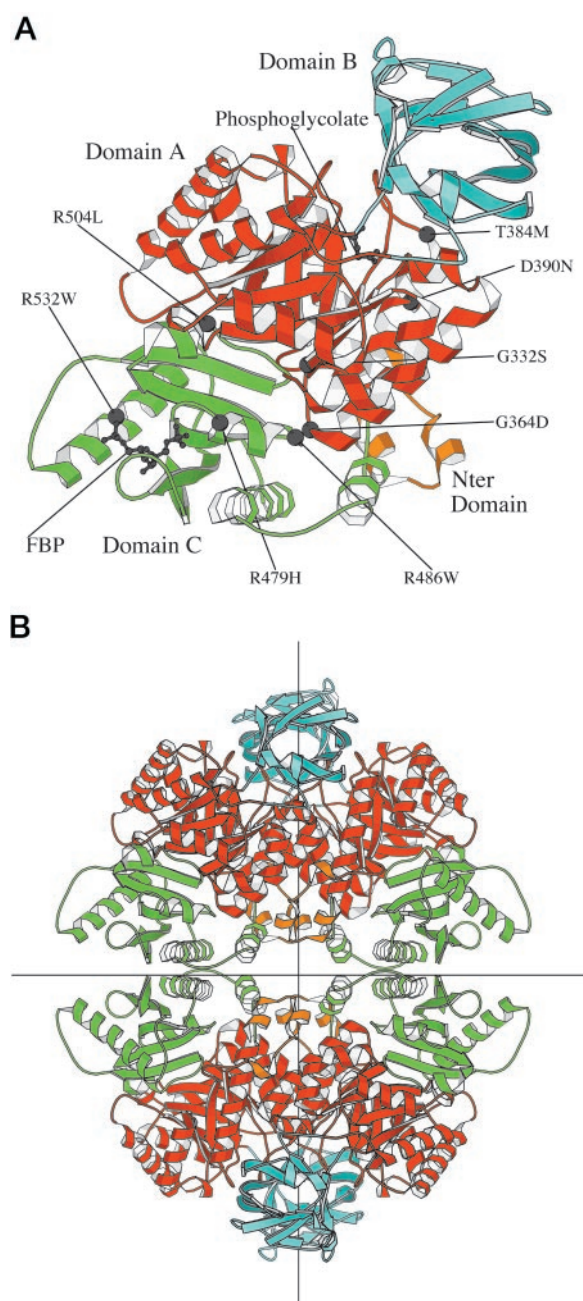 A
Domain B
Phosphoglycolate
Domain A
R504L
T384M
D390N
R532W
G332S
G364D
Nter
Domain
FBP
Domain C
R479H
R486W
B